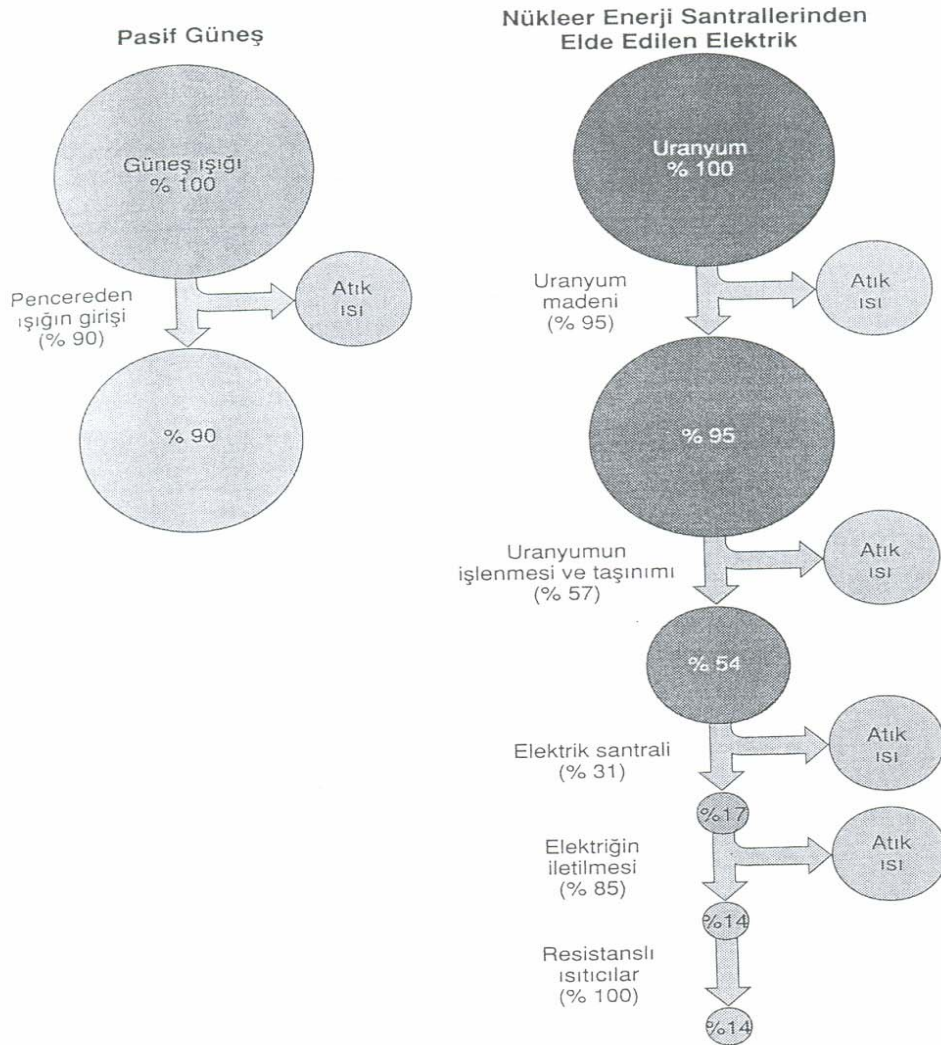 Pasif Güneş
Güneş ışığı
% 100
Pencereden
ışığın girişi
(% 90)
Atık
ısı
% 90
Nükleer Enerji Santrallerinden
Elde Edilen Elektrik
Uranyum
% 100
Uranyum
madeni
(% 95)
Atık
ısı
% 95
Uranyumun
işlenmesi ve taşınımı
(% 57)
Atık
ısı
% 54
Elektrik santrali
(% 31)
Atık
ısı
%17
Elektriğin
iletilmesi
(% 85)
Atık
ısı
%14
Resistanslı
ısıtıcılar
(% 100)
%14